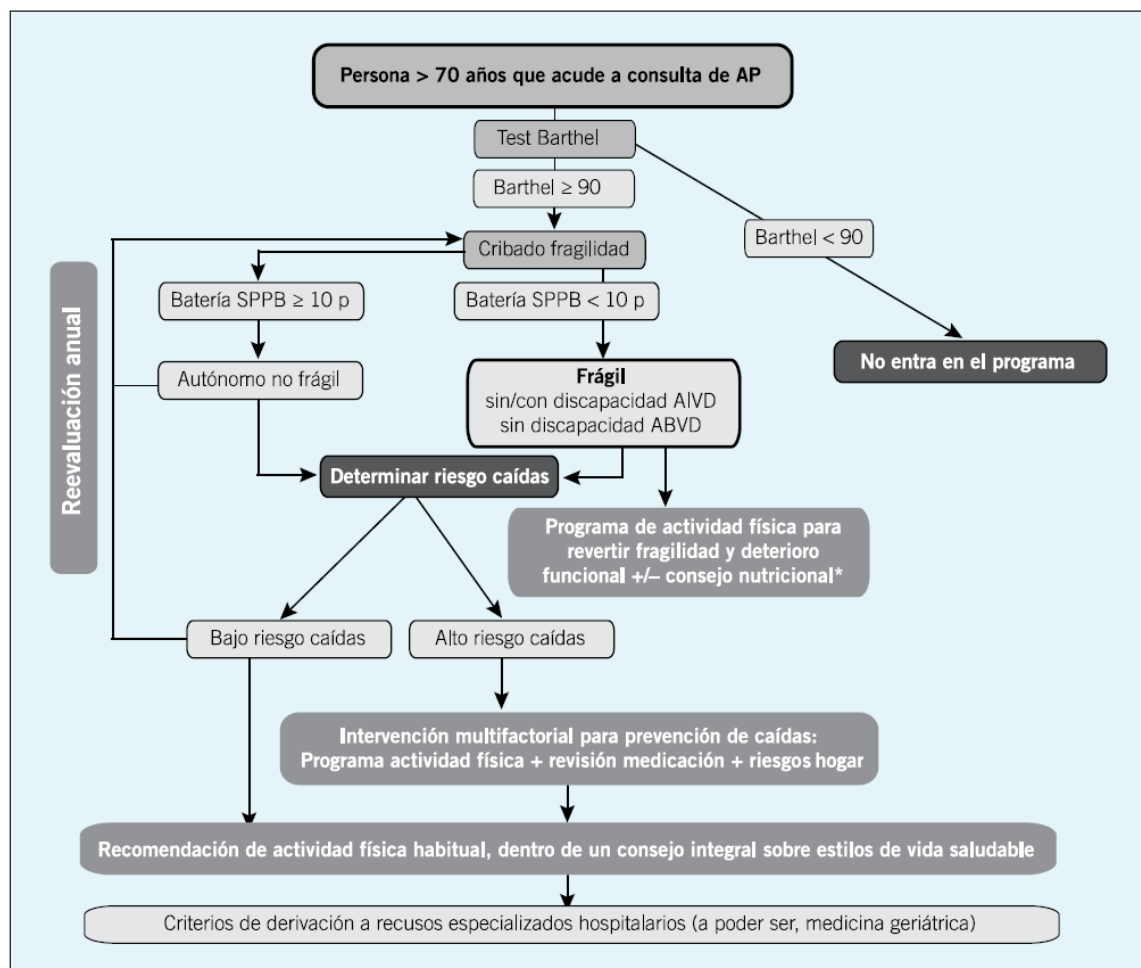 Persona > 70 años que acude a consulta de AP
Test Barthel
Barthel ≥ 90
Barthel < 90
Cribado fragilidad
Reevaluación anual
Batería SPPB ≥ 10 p
Batería SPPB < 10 p
No entra en el programa
Autónomo no frágil
Frágil
sin/con discapacidad AIVD
sin discapacidad ABVD
Determinar riesgo caídas
Programa de actividad física para
revertir fragilidad y deterioro
funcional +/– consejo nutricional*
Bajo riesgo caídas
Alto riesgo caídas
Intervención multifactorial para prevención de caídas:
Programa actividad física + revisión medicación + riesgos hogar
Recomendación de actividad física habitual, dentro de un consejo integral sobre estilos de vida saludable
Criterios de derivación a recusos especializados hospitalarios (a poder ser, medicina geriátrica)